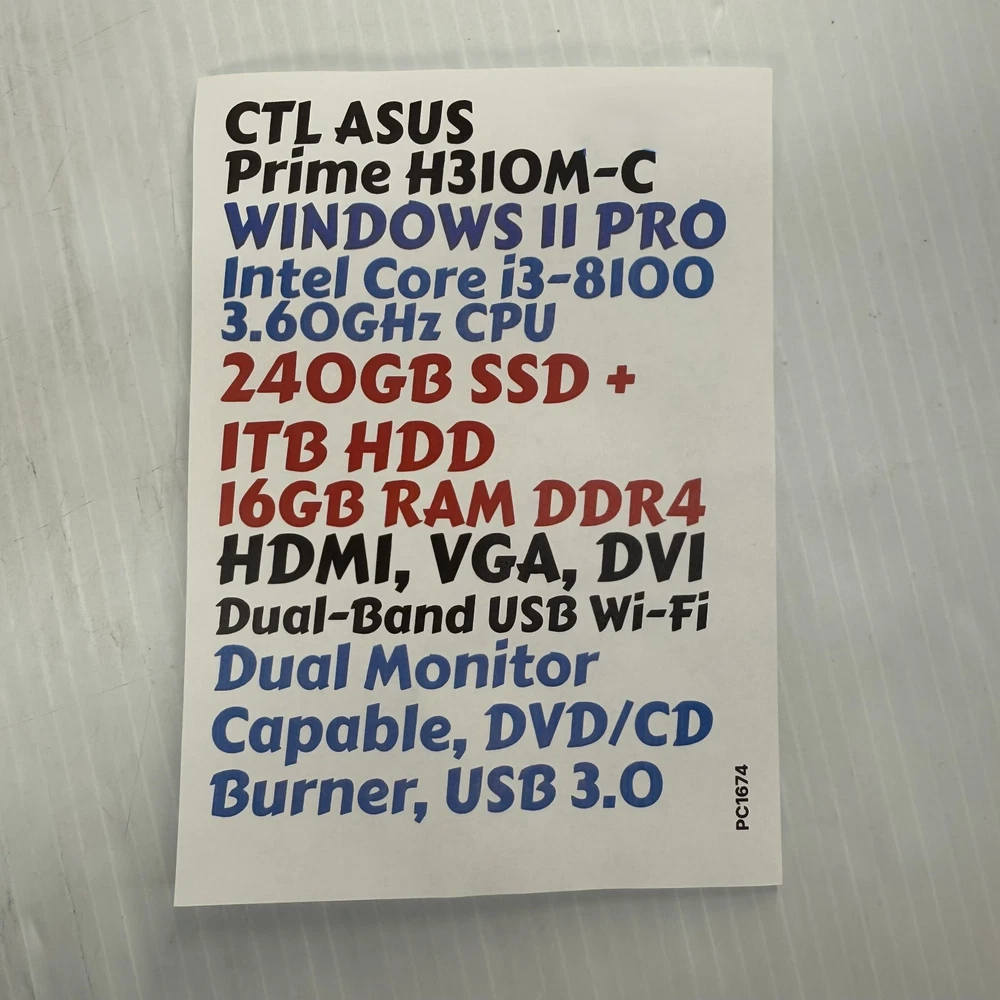 CTL ASUS
Prime H310M-C
WINDOWS 11 PRO
Intel Core i3-8100
3.60GHz CPU
240GB SSD +
1TB HDD
16GB RAM DDR4
HDMI, VGA, DVI
Dual-Band USB Wi-Fi
Dual Monitor
Capable, DVD/CD
Burner, USB 3.0
PC1674